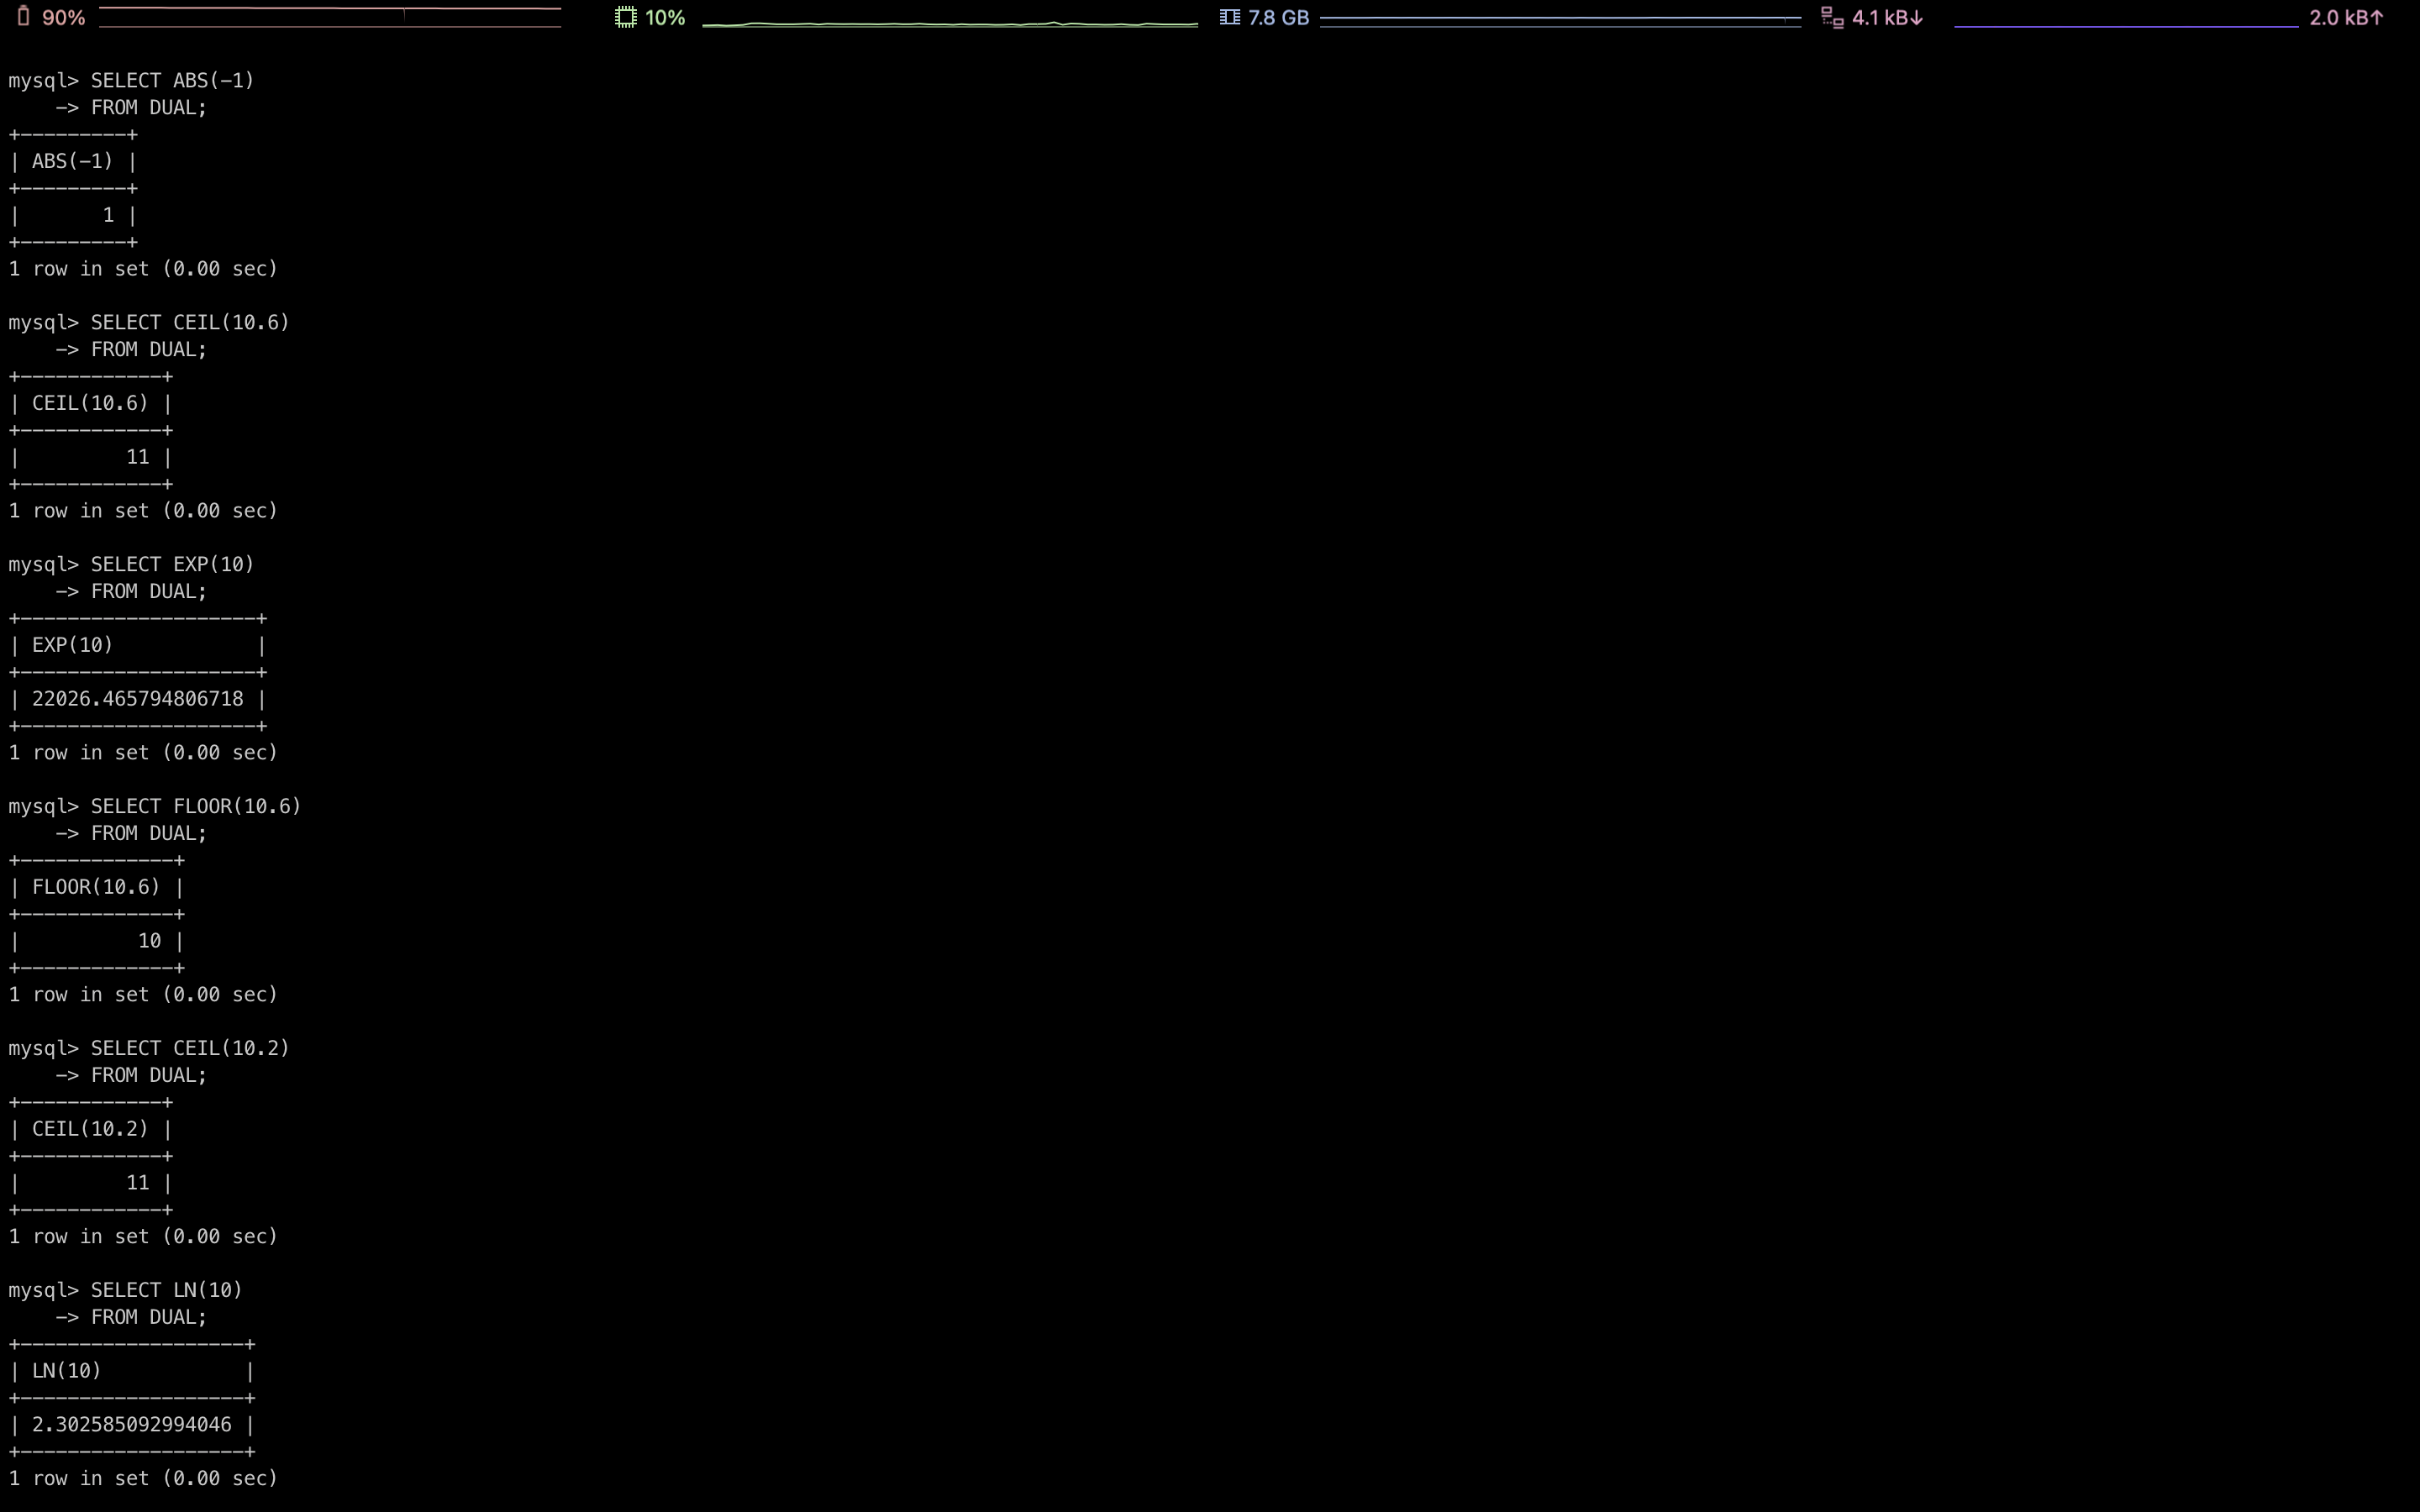 90% 10% 7.8 GB 4.1 kB↓ 2.0 kB↑
mysql> SELECT ABS(-1)
    -> FROM DUAL;
+---------+
| ABS(-1) |
+---------+
|       1 |
+---------+
1 row in set (0.00 sec)

mysql> SELECT CEIL(10.6)
    -> FROM DUAL;
+------------+
| CEIL(10.6) |
+------------+
|         11 |
+------------+
1 row in set (0.00 sec)

mysql> SELECT EXP(10)
    -> FROM DUAL;
+--------------------+
| EXP(10)            |
+--------------------+
| 22026.465794806718 |
+--------------------+
1 row in set (0.00 sec)

mysql> SELECT FLOOR(10.6)
    -> FROM DUAL;
+-------------+
| FLOOR(10.6) |
+-------------+
|          10 |
+-------------+
1 row in set (0.00 sec)

mysql> SELECT CEIL(10.2)
    -> FROM DUAL;
+------------+
| CEIL(10.2) |
+------------+
|         11 |
+------------+
1 row in set (0.00 sec)

mysql> SELECT LN(10)
    -> FROM DUAL;
+-------------------+
| LN(10)            |
+-------------------+
| 2.302585092994046 |
+-------------------+
1 row in set (0.00 sec)